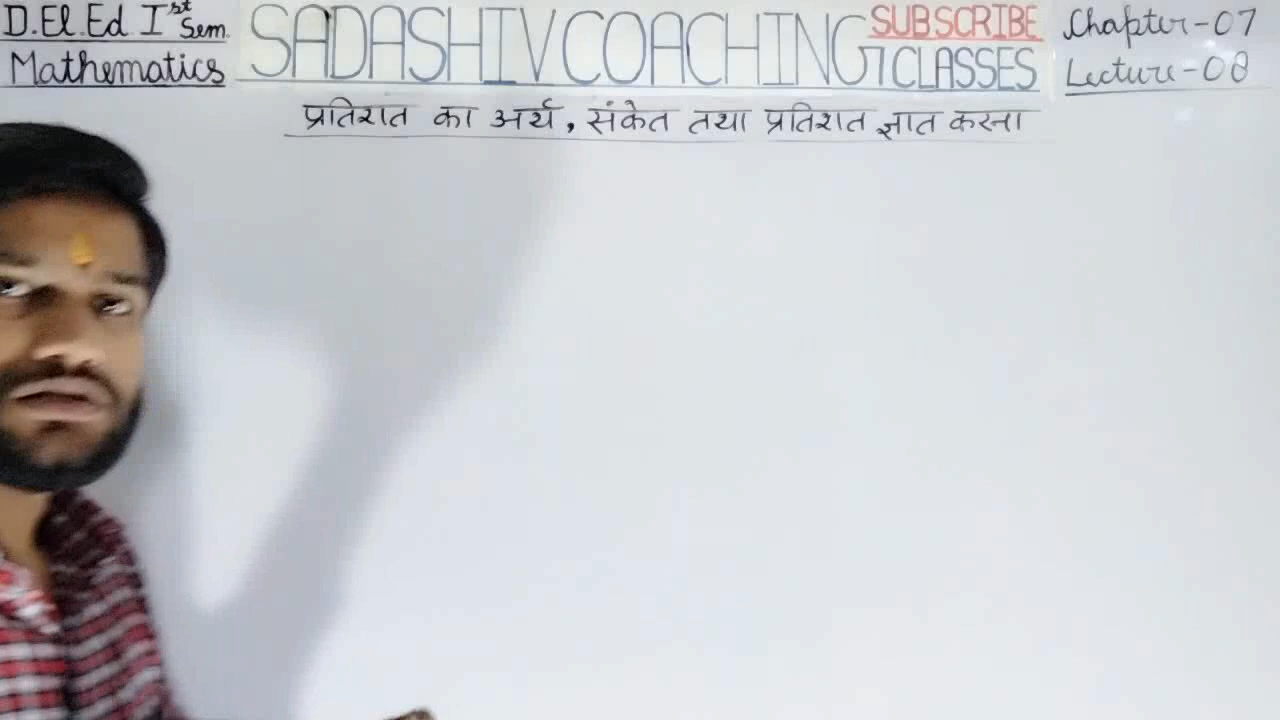 D.El.Ed Ist Sem.
Mathematics
SADASHIV COACHING CLASSES
SUBSCRIBE
Chapter-07
Lecture-08
प्रतिशत का अर्थ, संकेत तथा प्रतिशत ज्ञात करना